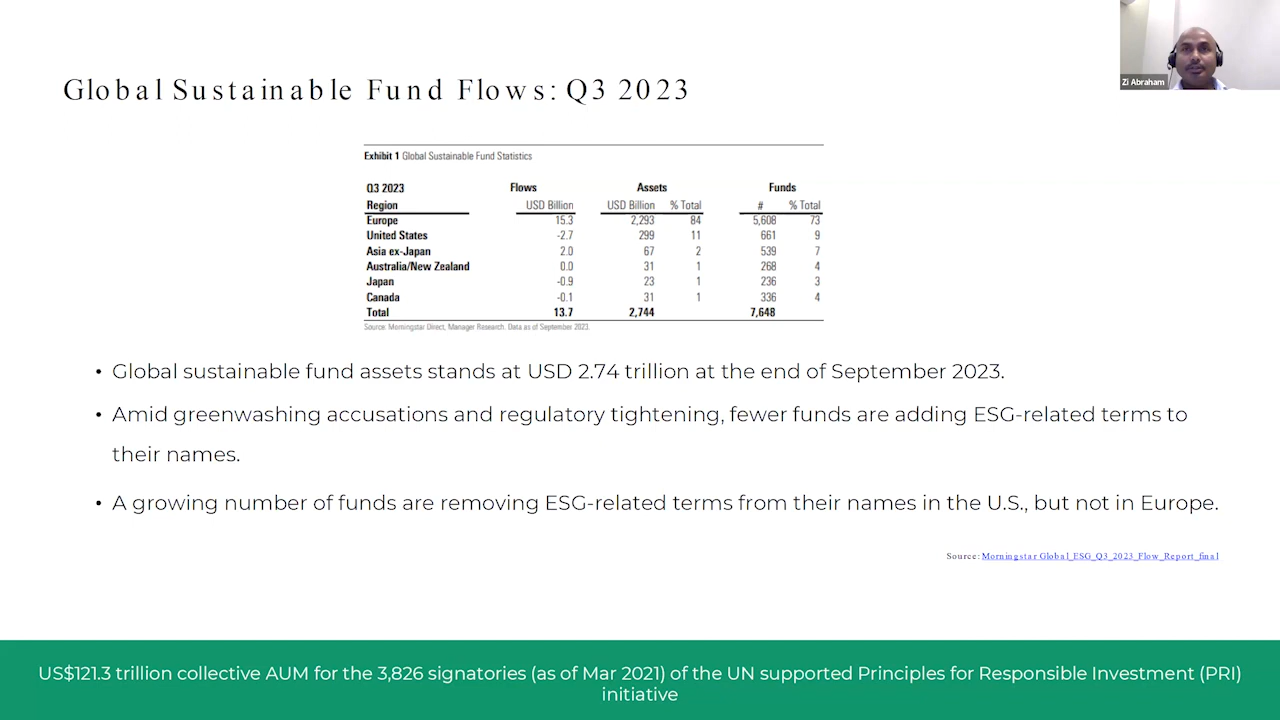 Zi Abraham
Global Sustainable Fund Flows: Q3 2023
Exhibit 1 Global Sustainable Fund Statistics
Q3 2023 Flows Assets Funds
Region USD Billion USD Billion % Total # % Total
Europe 15.3 2,293 84 5,608 73
United States -2.7 299 11 661 9
Asia ex-Japan 2.0 67 2 539 7
Australia/New Zealand 0.0 31 1 268 4
Japan -0.9 23 1 236 3
Canada -0.1 31 1 336 4
Total 13.7 2,744 7,648
Source: Morningstar Direct, Manager Research. Data as of September 2023.
• Global sustainable fund assets stands at USD 2.74 trillion at the end of September 2023.
• Amid greenwashing accusations and regulatory tightening, fewer funds are adding ESG-related terms to
their names.
• A growing number of funds are removing ESG-related terms from their names in the U.S., but not in Europe.
Source: Morningstar Global_ESG_Q3_2023_Flow_Report_final
US$121.3 trillion collective AUM for the 3,826 signatories (as of Mar 2021) of the UN supported Principles for Responsible Investment (PRI)
initiative